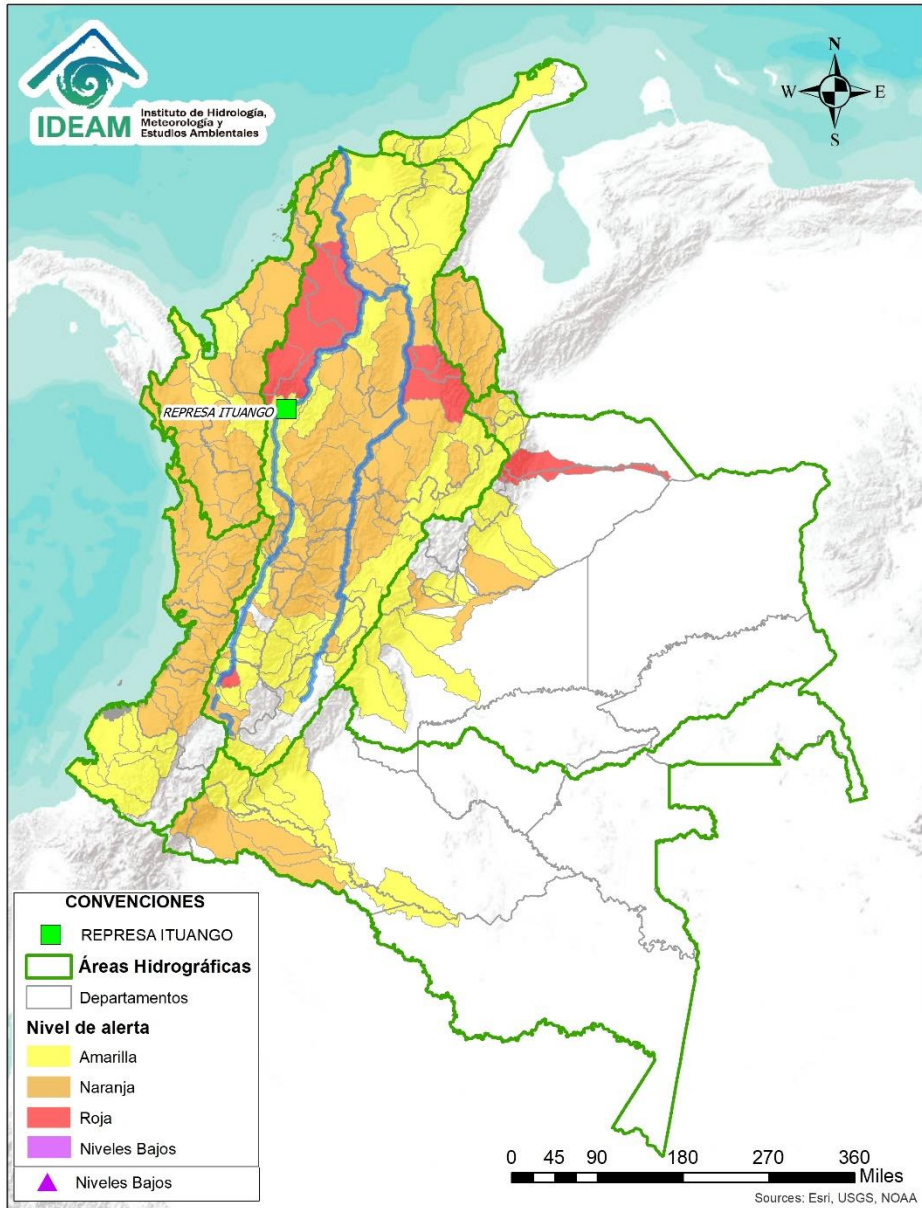 IDEAM
Instituto de Hidrología,
Meteorología y
Estudios Ambientales
N
W
E
S
REPRESA ITUANGO
CONVENCIONES
REPRESA ITUANGO
Áreas Hidrográficas
Departamentos
Nivel de alerta
Amarilla
Naranja
Roja
Niveles Bajos
Niveles Bajos
0 45 90 180 270 360
Miles
Sources: Esri, USGS, NOAA